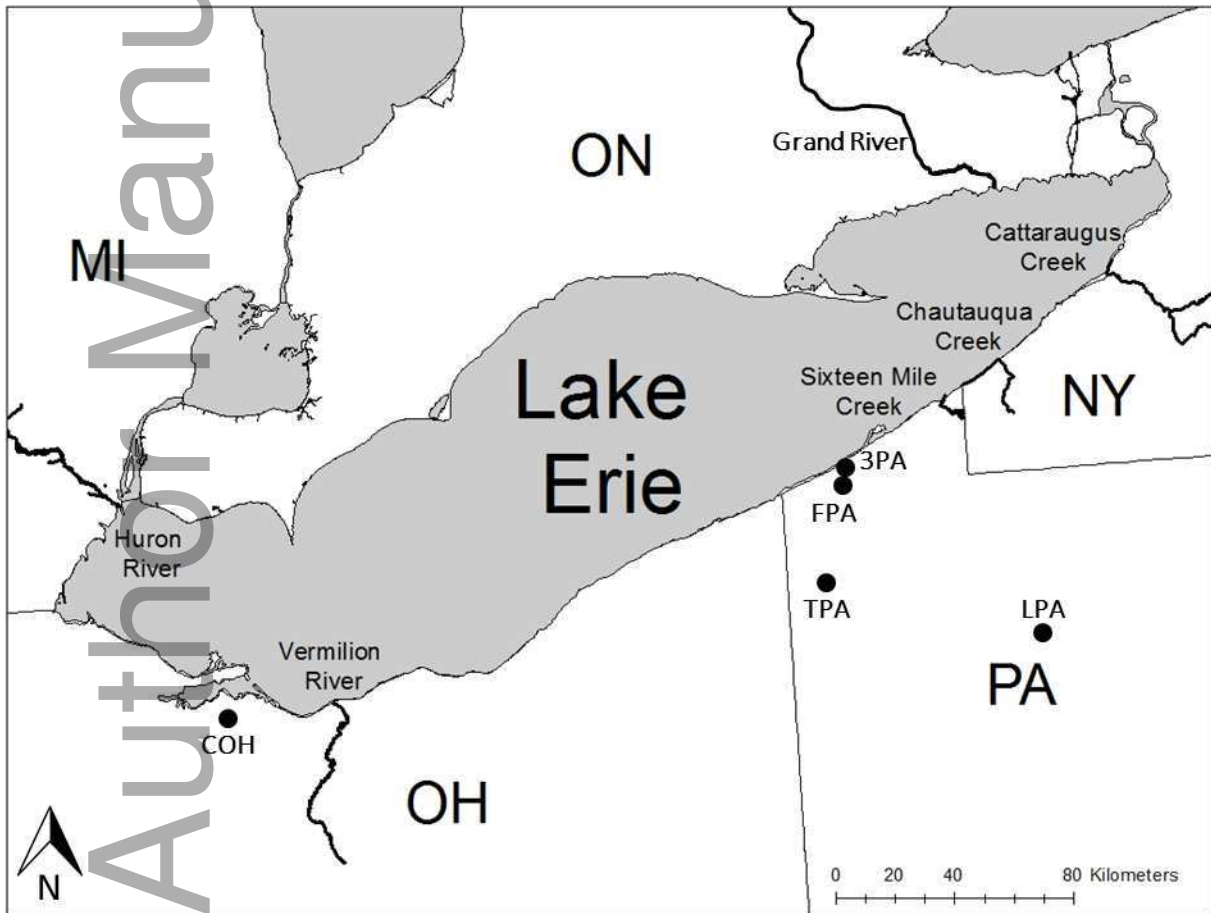 Author Manu
ON
Grand River
MI
Cattaraugus
Creek
Chautauqua
Creek
Lake
Erie
Sixteen Mile
Creek
NY
3PA
FPA
Huron
River
TPA
LPA
Vermilion
River
PA
COH
OH
N
0 20 40 80 Kilometers